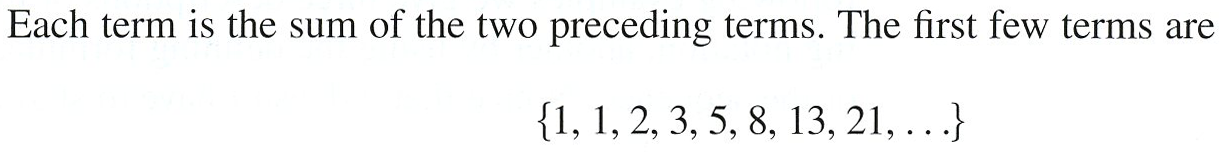 Each term is the sum of the two preceding terms. The first few terms are
{1, 1, 2, 3, 5, 8, 13, 21, . . .}